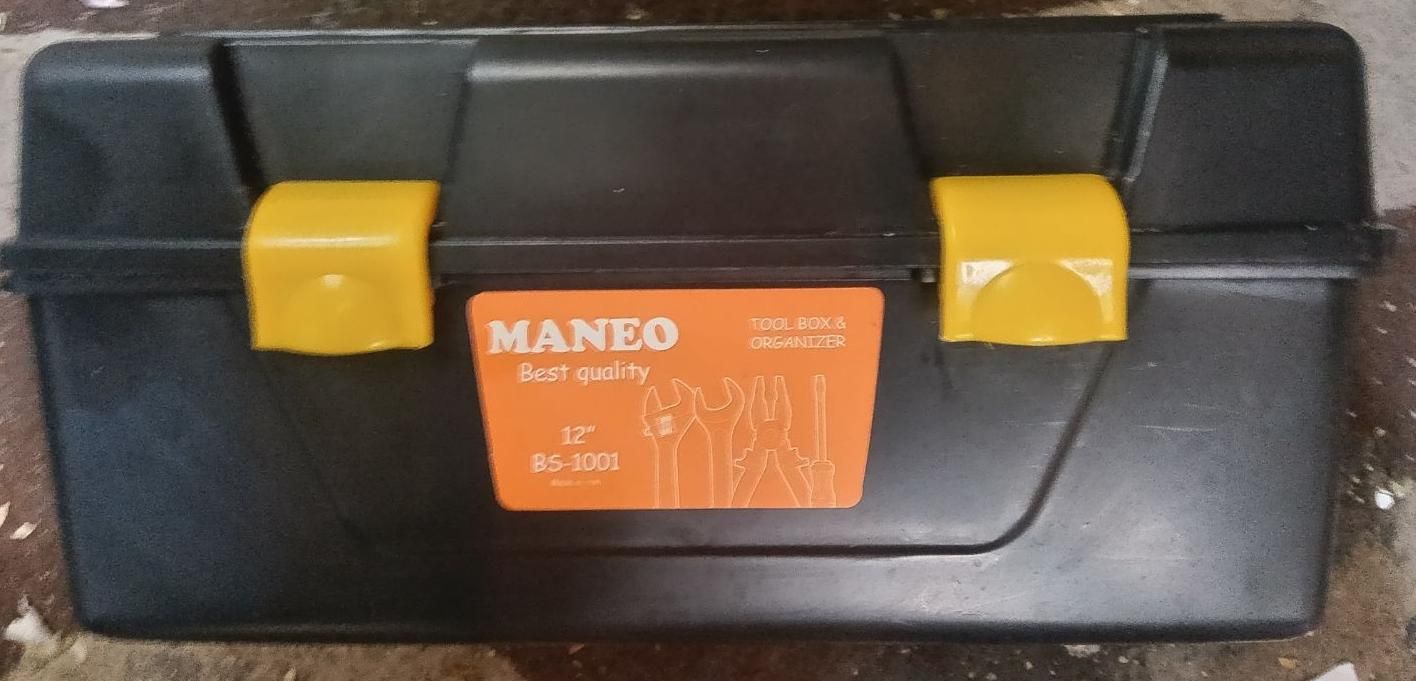 MANEO
Best quality
TOOL BOX &
ORGANIZER
12"
BS-1001